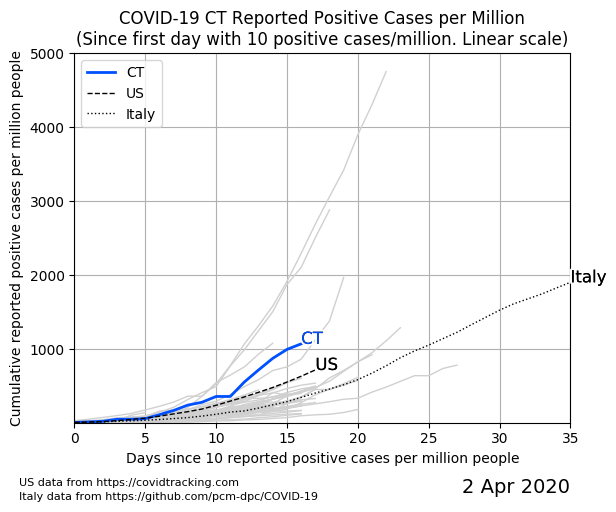 COVID-19 CT Reported Positive Cases per Million
(Since first day with 10 positive cases/million. Linear scale)
Cumulative reported positive cases per million people
5000
4000
3000
2000
1000
CT
US
Italy
Italy
CT
US
0
5
10
15
20
25
30
35
Days since 10 reported positive cases per million people
US data from https://covidtracking.com
Italy data from https://github.com/pcm-dpc/COVID-19
2 Apr 2020